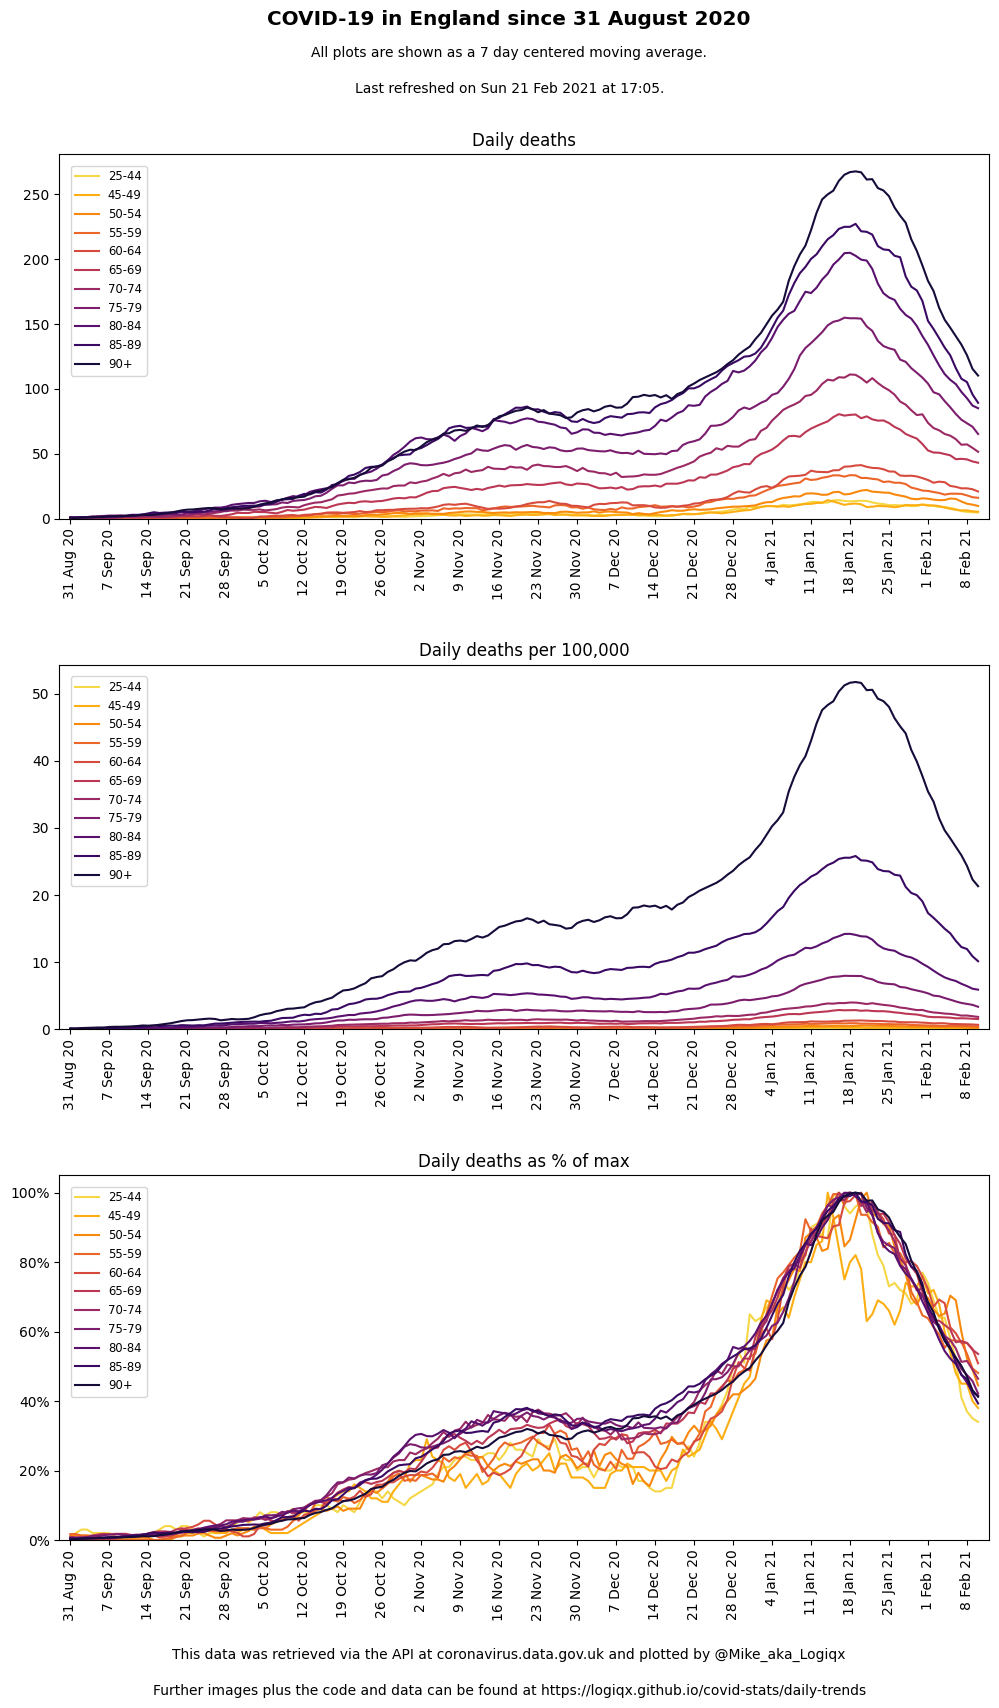 COVID-19 in England since 31 August 2020
All plots are shown as a 7 day centered moving average.
Last refreshed on Sun 21 Feb 2021 at 17:05.
Daily deaths
25-44
45-49
50-54
55-59
60-64
65-69
70-74
75-79
80-84
85-89
90+
250
200
150
100
50
0
31 Aug 20
7 Sep 20
14 Sep 20
21 Sep 20
28 Sep 20
5 Oct 20
12 Oct 20
19 Oct 20
26 Oct 20
2 Nov 20
9 Nov 20
16 Nov 20
23 Nov 20
30 Nov 20
7 Dec 20
14 Dec 20
21 Dec 20
28 Dec 20
4 Jan 21
11 Jan 21
18 Jan 21
25 Jan 21
1 Feb 21
8 Feb 21
Daily deaths per 100,000
25-44
45-49
50-54
55-59
60-64
65-69
70-74
75-79
80-84
85-89
90+
50
40
30
20
10
0
31 Aug 20
7 Sep 20
14 Sep 20
21 Sep 20
28 Sep 20
5 Oct 20
12 Oct 20
19 Oct 20
26 Oct 20
2 Nov 20
9 Nov 20
16 Nov 20
23 Nov 20
30 Nov 20
7 Dec 20
14 Dec 20
21 Dec 20
28 Dec 20
4 Jan 21
11 Jan 21
18 Jan 21
25 Jan 21
1 Feb 21
8 Feb 21
Daily deaths as % of max
25-44
45-49
50-54
55-59
60-64
65-69
70-74
75-79
80-84
85-89
90+
100%
80%
60%
40%
20%
0%
31 Aug 20
7 Sep 20
14 Sep 20
21 Sep 20
28 Sep 20
5 Oct 20
12 Oct 20
19 Oct 20
26 Oct 20
2 Nov 20
9 Nov 20
16 Nov 20
23 Nov 20
30 Nov 20
7 Dec 20
14 Dec 20
21 Dec 20
28 Dec 20
4 Jan 21
11 Jan 21
18 Jan 21
25 Jan 21
1 Feb 21
8 Feb 21
This data was retrieved via the API at coronavirus.data.gov.uk and plotted by @Mike_aka_Logiqx
Further images plus the code and data can be found at https://logiqx.github.io/covid-stats/daily-trends